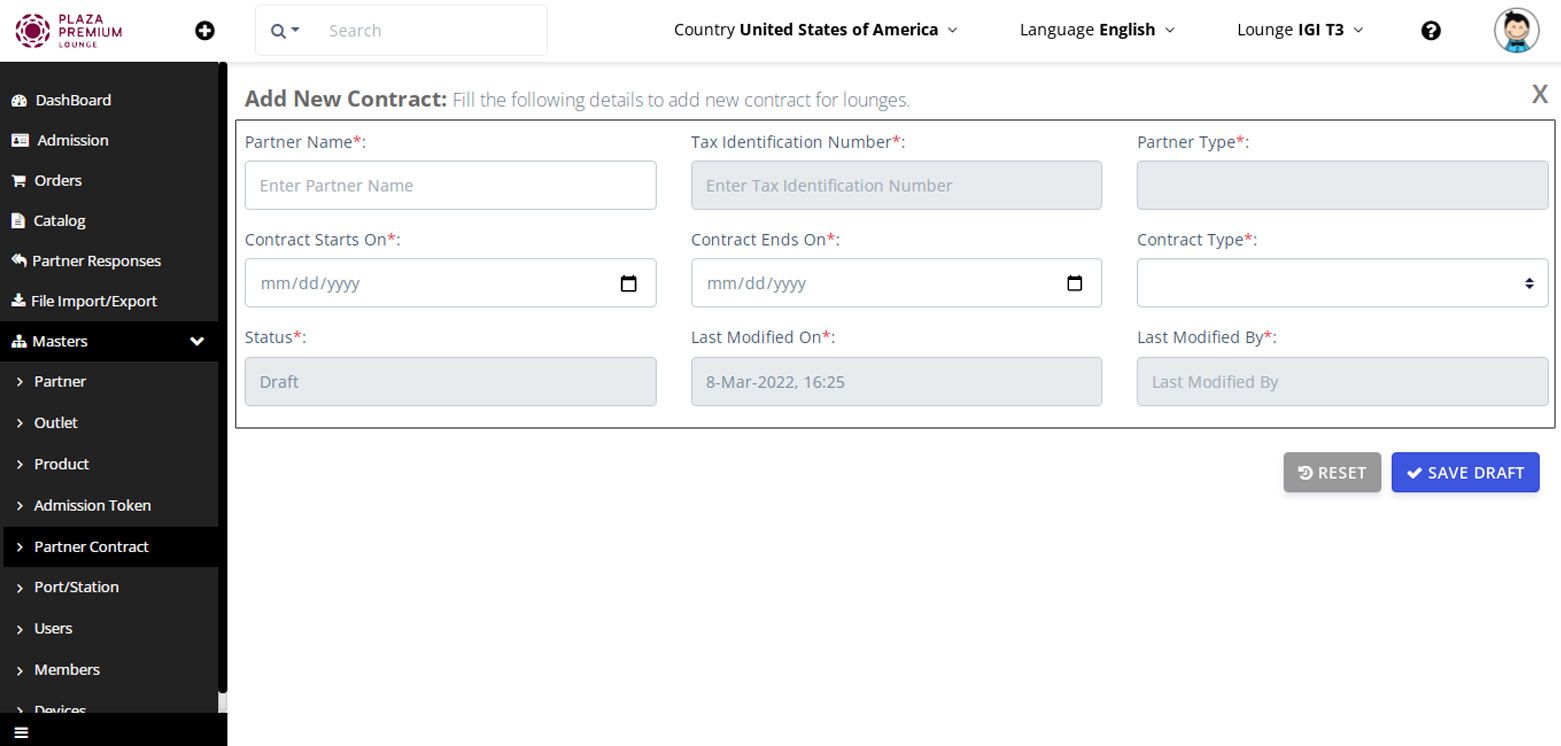 PLAZA
PREMIUM
LOUNGE
Search
Country United States of America
Language English
Lounge IGI T3
DashBoard
Admission
Orders
Catalog
Partner Responses
File Import/Export
Masters
Partner
Outlet
Product
Admission Token
Partner Contract
Port/Station
Users
Members
Devices
Add New Contract: Fill the following details to add new contract for lounges.
X
Partner Name*: Tax Identification Number*: Partner Type*:
Enter Partner Name Enter Tax Identification Number
Contract Starts On*: Contract Ends On*: Contract Type*:
mm/dd/yyyy mm/dd/yyyy
Status*: Last Modified On*: Last Modified By*:
Draft 8-Mar-2022, 16:25 Last Modified By
RESET SAVE DRAFT